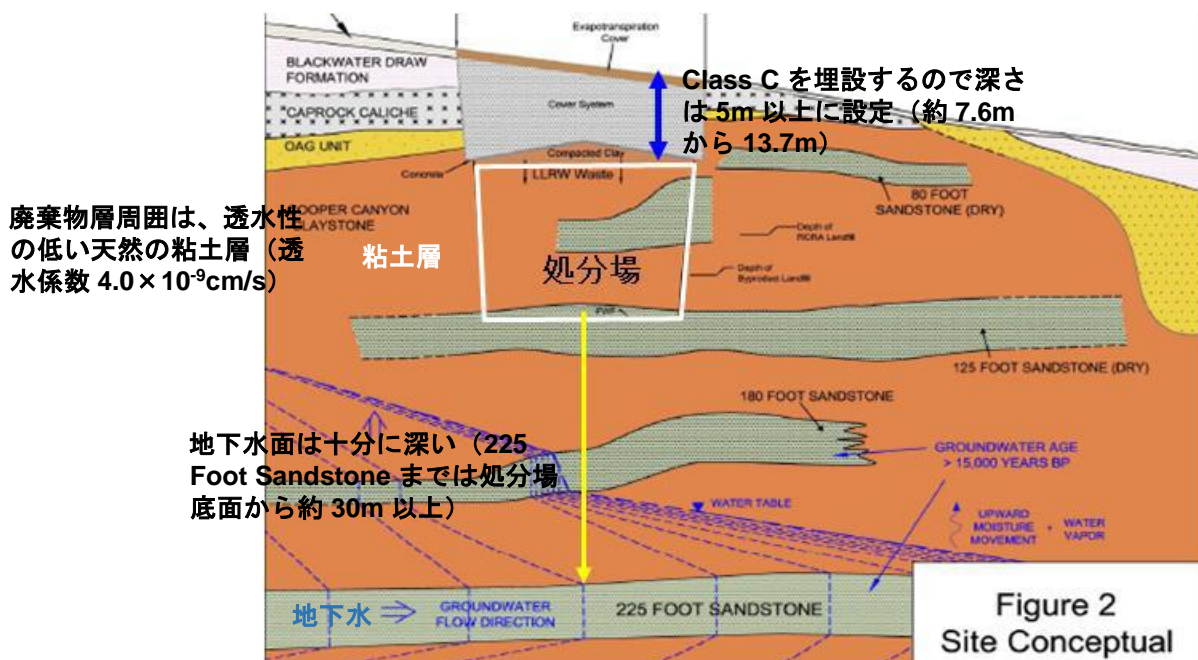 Evapotranspiration
Cover
BLACKWATER DRAW
FORMATION
Class C を埋設するので深さ
は 5m 以上に設定（約 7.6m
から 13.7m）
Cover System
CAPROCK CALICHE
OAG UNIT
Compacted Clay
Concrete
LLRW Waste
80 FOOT
SANDSTONE (DRY)
廃棄物層周囲は、透水性
の低い天然の粘土層（透
水係数 4.0×10⁻⁹cm/s）
OOPER CANYON
LAYSTONE
粘土層
処分場
Depth of
RCRA Landfill
Depth of
Byproduct Landfill
FWF
125 FOOT SANDSTONE (DRY)
180 FOOT SANDSTONE
地下水面は十分に深い（225
Foot Sandstone までは処分場
底面から約 30m 以上）
GROUNDWATER AGE
> 15,000 YEARS BP
WATER TABLE
UPWARD
MOISTURE + WATER
MOVEMENT VAPOR
地下水
GROUNDWATER
FLOW DIRECTION
225 FOOT SANDSTONE
Figure 2
Site Conceptual